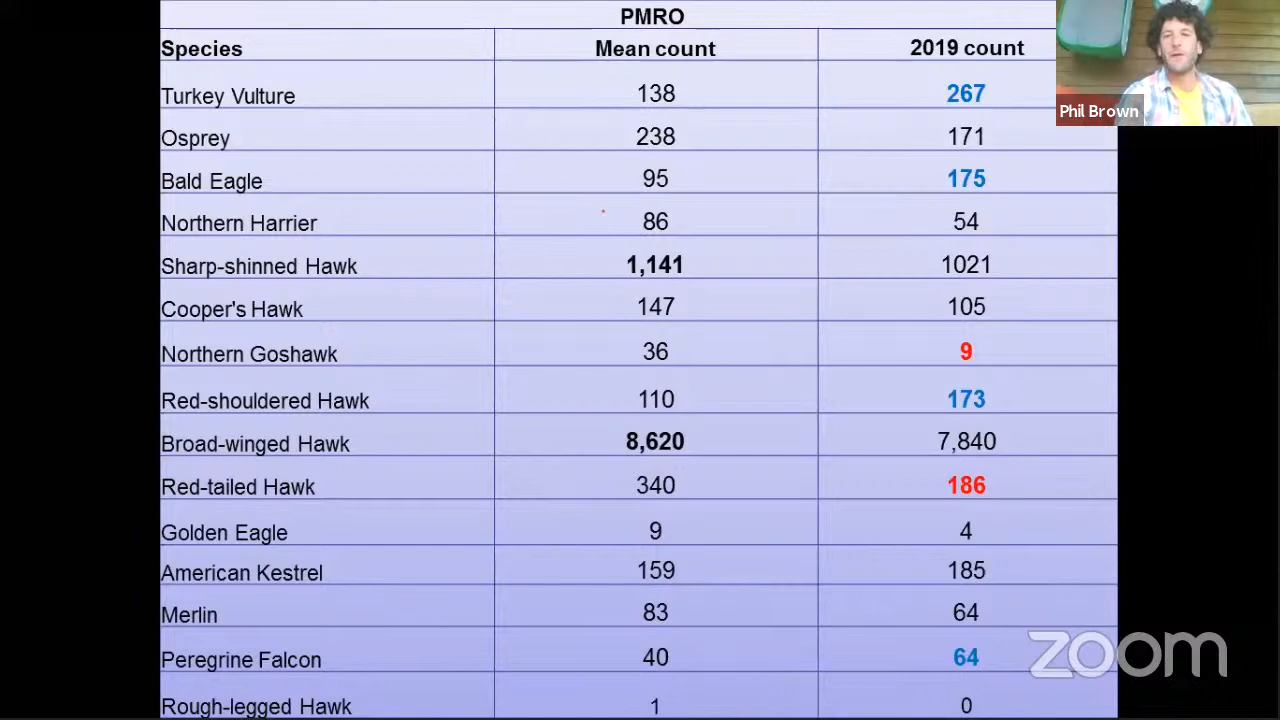 PMRO
Species Mean count 2019 count
Turkey Vulture 138 267
Phil Brown
Osprey 238 171
Bald Eagle 95 175
Northern Harrier 86 54
Sharp-shinned Hawk 1,141 1021
Cooper's Hawk 147 105
Northern Goshawk 36 9
Red-shouldered Hawk 110 173
Broad-winged Hawk 8,620 7,840
Red-tailed Hawk 340 186
Golden Eagle 9 4
American Kestrel 159 185
Merlin 83 64
Peregrine Falcon 40 64
zoom
Rough-legged Hawk 1 0